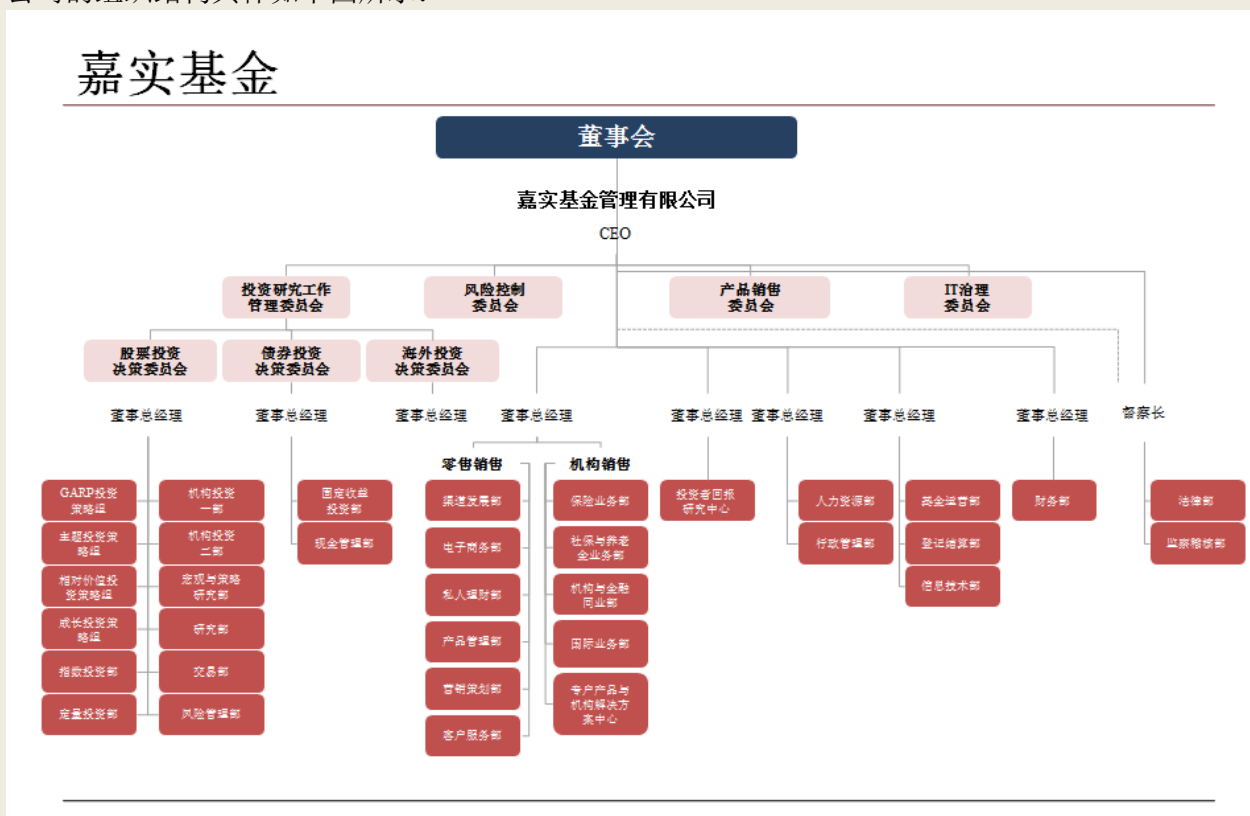 嘉实基金
董事会
嘉实基金管理有限公司
CEO
投资研究工作
管理委员会
风险控制
委员会
产品销售
委员会
IT治理
委员会
股票投资
决策委员会
债券投资
决策委员会
海外投资
决策委员会
董事总经理
董事总经理
董事总经理
董事总经理
董事总经理
董事总经理
董事总经理
董事总经理
督察长
零售销售
机构销售
GARP投资
策略组
主题投资策
略组
相对价值投
资策略组
成长投资策
略组
指数投资部
定量投资部
机构投资
一部
机构投资
二部
宏观与策略
研究部
研究部
交易部
风险管理部
固定收益
投资部
现金管理部
渠道发展部
电子商务部
私人理财部
产品管理部
营销策划部
客户服务部
保险业务部
社保与养老
金业务部
机构与金融
同业部
国际业务部
专户产品与
机构解决方
案中心
投资者回报
研究中心
人力资源部
行政管理部
基金运营部
登记结算部
信息技术部
财务部
法律部
监察稽核部